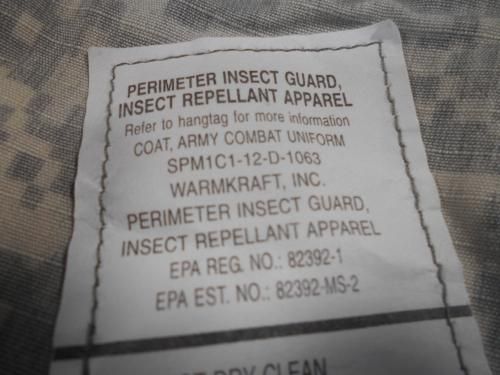 PERIMETER INSECT GUARD,
INSECT REPELLANT APPAREL
Refer to hangtag for more information
COAT, ARMY COMBAT UNIFORM
SPM1C1-12-D-1063
WARMKRAFT, INC.
PERIMETER INSECT GUARD,
INSECT REPELLANT APPAREL
EPA REG. NO.: 82392-1
EPA EST. NO.: 82392-MS-2
DRY CLEAN